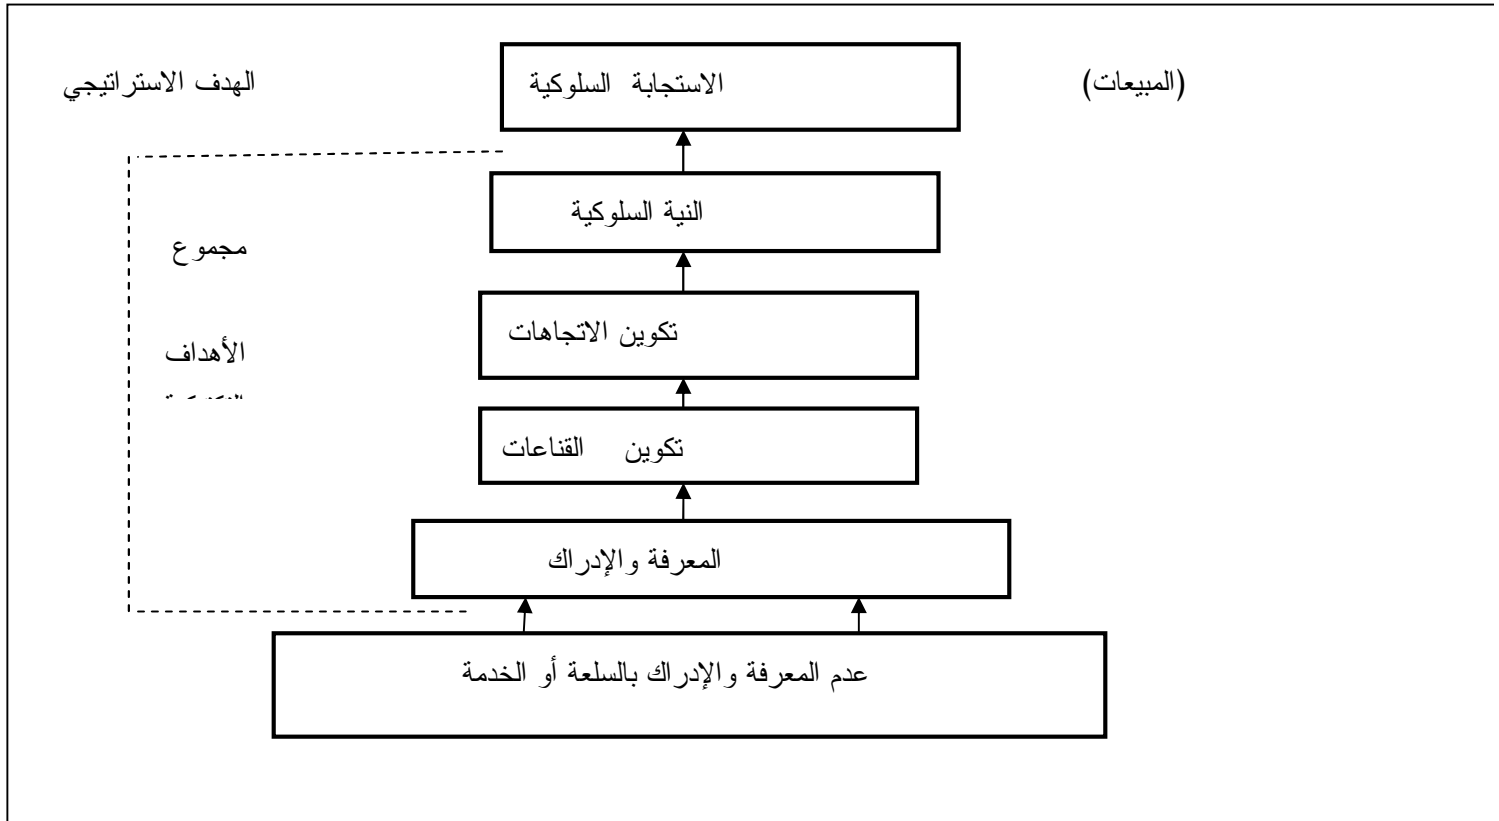 (المبيعات)
الاستجابة السلوكية
الهدف الاستراتيجي
النية السلوكية
مجموع
تكوين الاتجاهات
الأهداف
تكوين القناعات
المعرفة والإدراك
عدم المعرفة والإدراك بالسلعة أو الخدمة